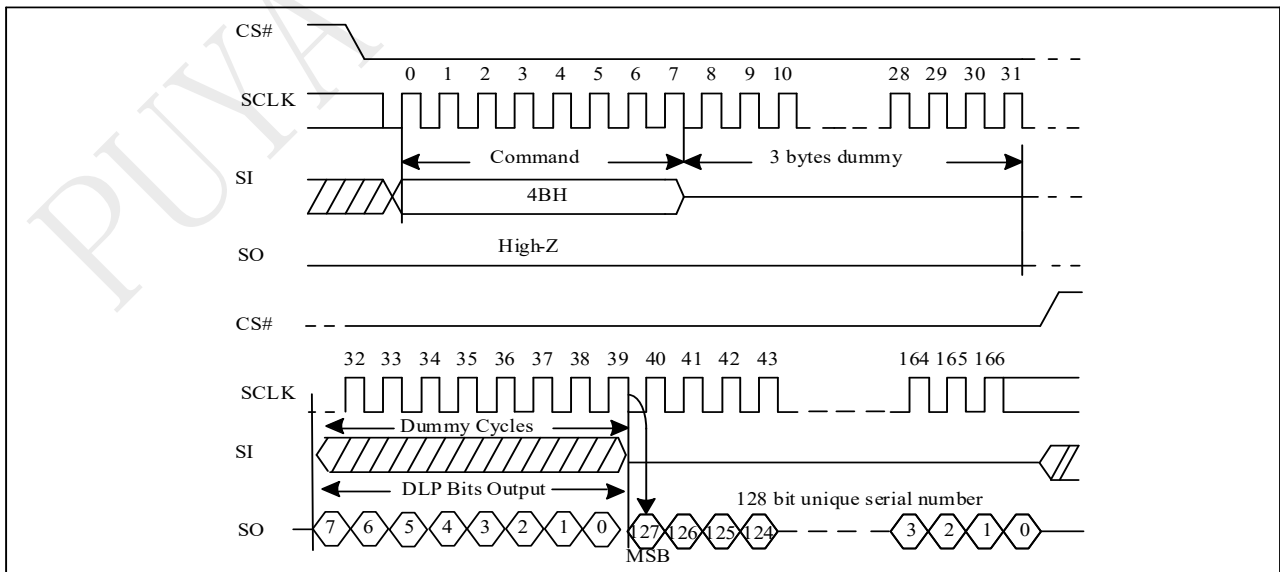 PUYA
CS#
0 1 2 3 4 5 6 7 8 9 10 28 29 30 31
SCLK
Command 3 bytes dummy
SI
4BH
High-Z
SO
CS#
32 33 34 35 36 37 38 39 40 41 42 43 164 165 166
SCLK
Dummy Cycles
SI
DLP Bits Output 128 bit unique serial number
SO 7 6 5 4 3 2 1 0 127 126 125 124 3 2 1 0
MSB